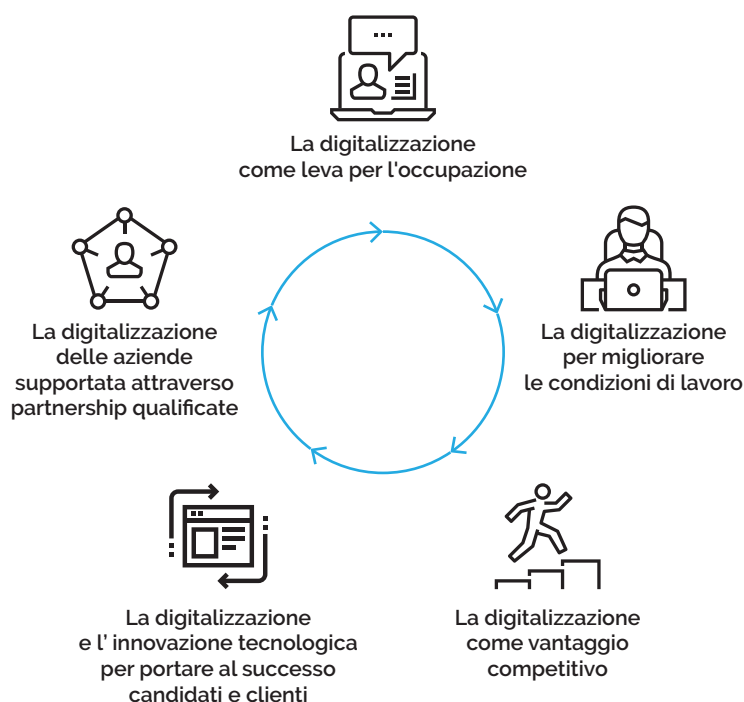 La digitalizzazione
come leva per l'occupazione
La digitalizzazione
per migliorare
le condizioni di lavoro
La digitalizzazione
come vantaggio
competitivo
La digitalizzazione
e l' innovazione tecnologica
per portare al successo
candidati e clienti
La digitalizzazione
delle aziende
supportata attraverso
partnership qualificate